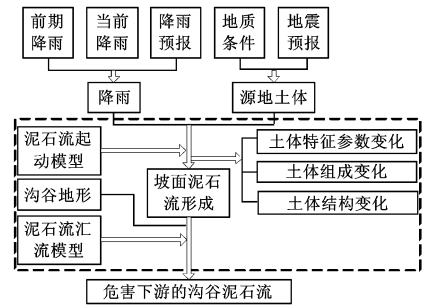 前期
降雨
当前
降雨
降雨
预报
地质
条件
地震
预报
降雨
源地土体
泥石流起
动模型
沟谷地形
泥石流汇
流模型
坡面泥石
流形成
土体特征参数变化
土体组成变化
土体结构变化
危害下游的沟谷泥石流